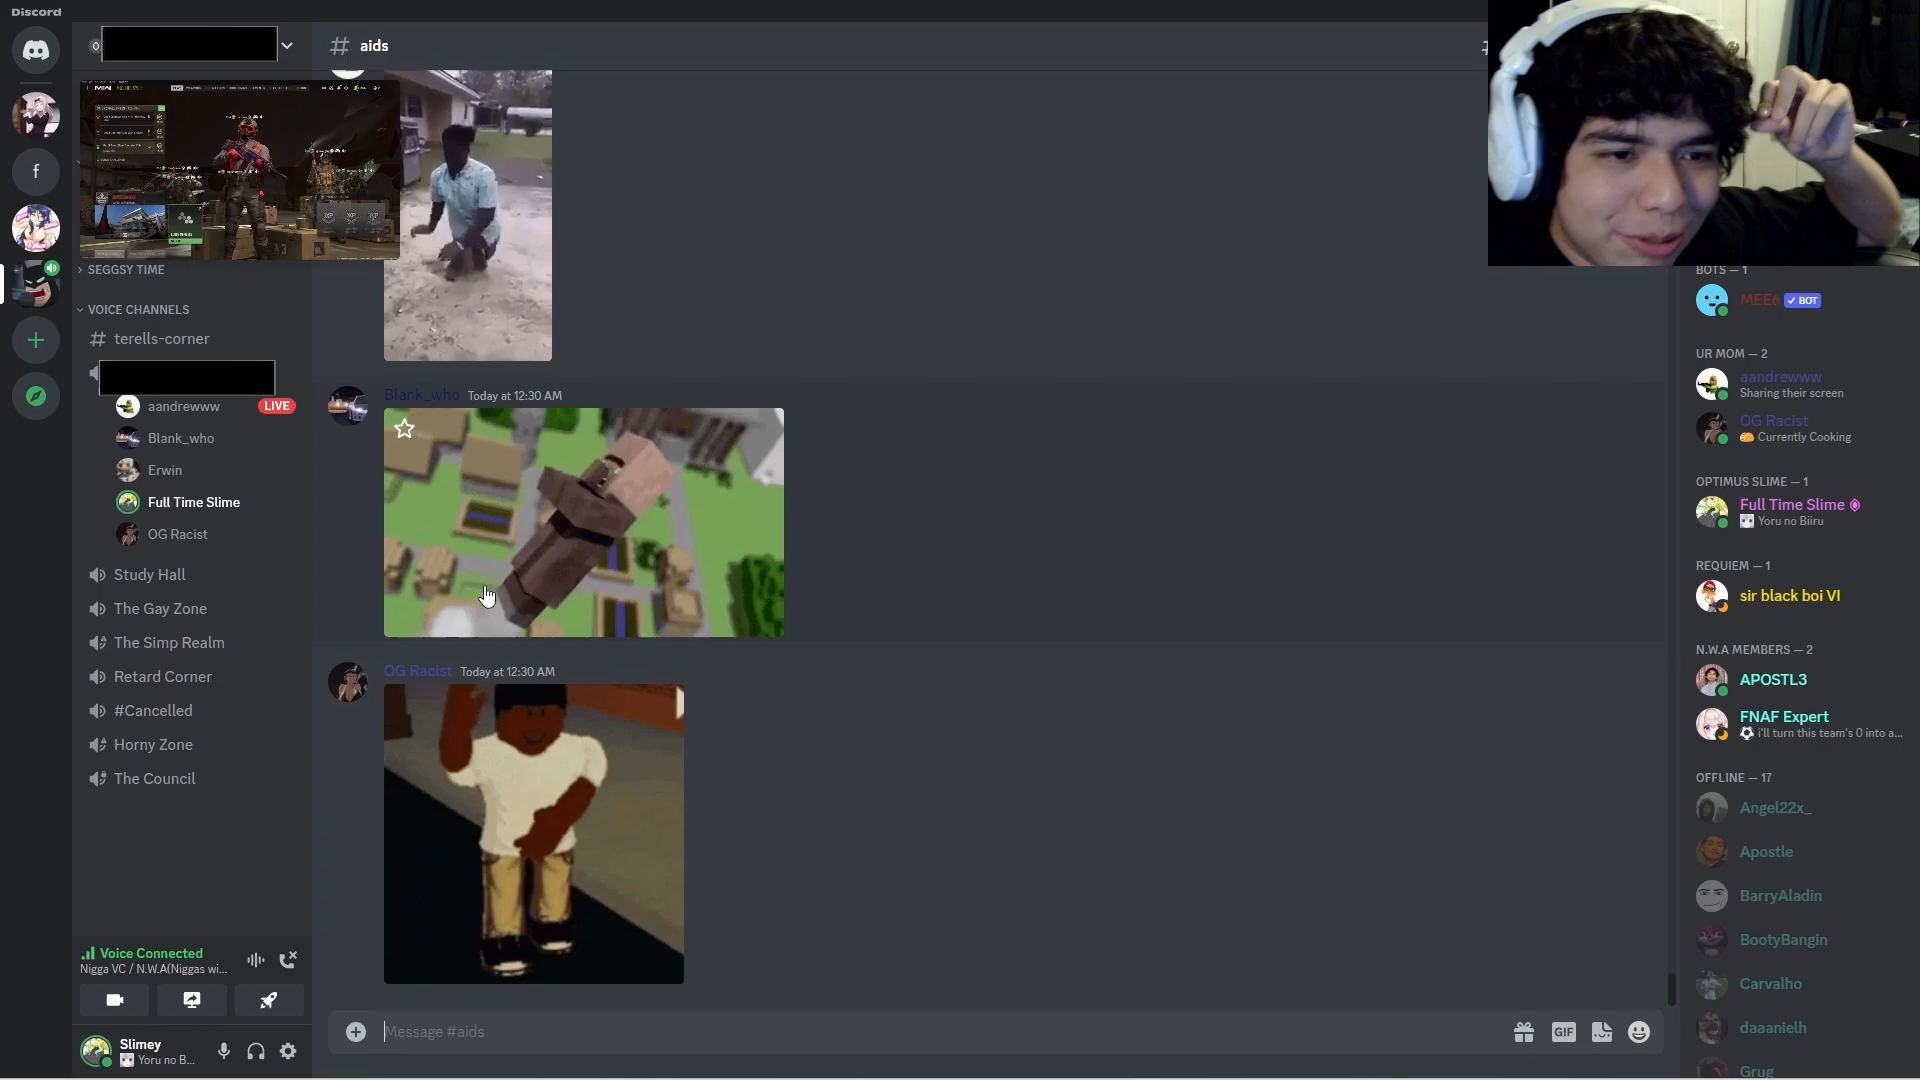 Discord
aids
SEGGSY TIME
VOICE CHANNELS
terells-corner
aandrewww
LIVE
Blank_who
Erwin
Full Time Slime
OG Racist
Study Hall
The Gay Zone
The Simp Realm
Retard Corner
#Cancelled
Horny Zone
The Council
Voice Connected
Nigga VC / N.W.A(Niggas wi...
Slimey
Yoru no B...
Blank_who Today at 12:30 AM
OG Racist Today at 12:30 AM
Message #aids
GIF
BOTS — 1
MEE6 BOT
UR MOM — 2
aandrewww
Sharing their screen
OG Racist
Currently Cooking
OPTIMUS SLIME — 1
Full Time Slime
Yoru no Biiru
REQUIEM — 1
sir black boi VI
N.W.A MEMBERS — 2
APOSTL3
FNAF Expert
i'll turn this team's 0 into a...
OFFLINE — 17
Angel22x_
Apostle
BarryAladin
BootyBangin
Carvalho
daaanielh
Grug
f